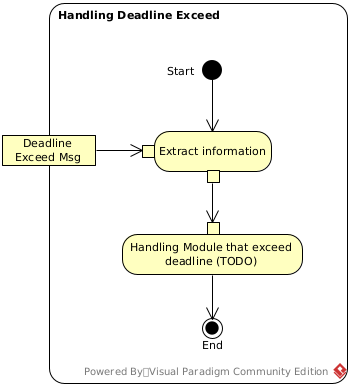 Handling Deadline Exceed
Start
Deadline
Exceed Msg
Extract information
Handling Module that exceed
deadline (TODO)
End
Powered By Visual Paradigm Community Edition